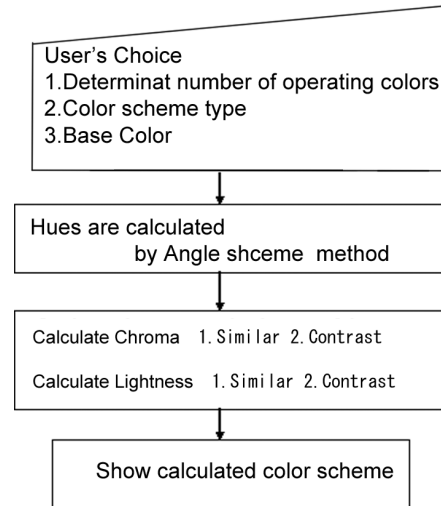 User's Choice
1.Determinat number of operating colors
2.Color scheme type
3.Base Color
Hues are calculated
by Angle shceme method
Calculate Chroma 1.Similar 2.Contrast
Calculate Lightness 1.Similar 2.Contrast
Show calculated color scheme